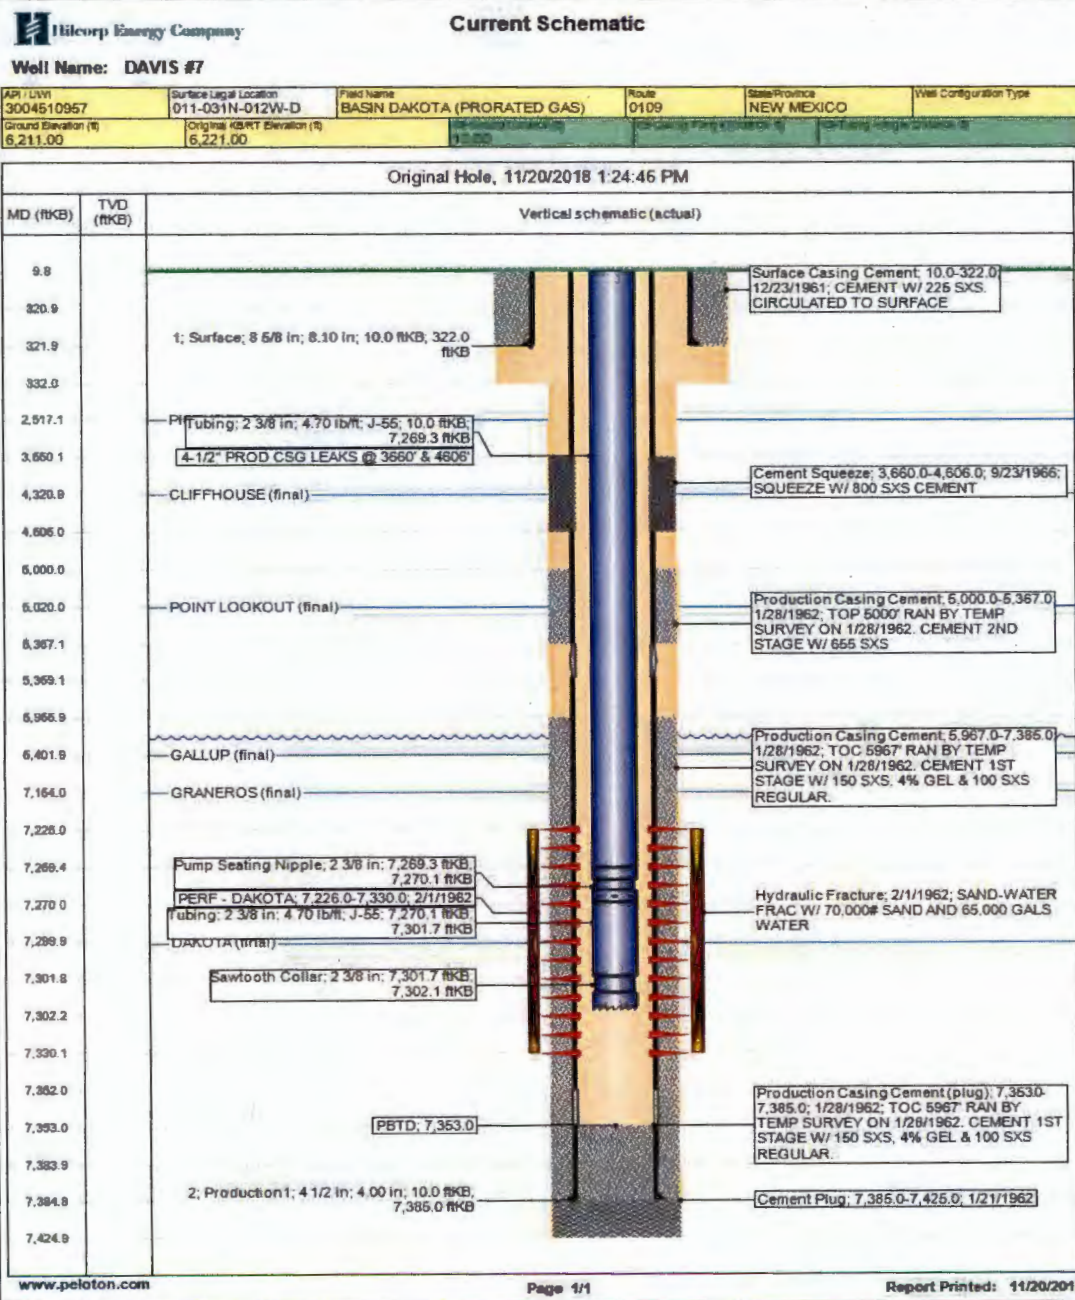 Hilcorp Energy Company
Current Schematic
Well Name: DAVIS #7
API / UWI
3004510957
Surface Legal Location
011-031N-012W-D
Field Name
BASIN DAKOTA (PRORATED GAS)
Route
0109
State/Province
NEW MEXICO
Well Configuration Type
Ground Elevation (ft)
6,211.00
Original KB/RT Elevation (ft)
6,221.00
Original Hole, 11/20/2018 1:24:46 PM
MD (ftKB)
TVD
(ftKB)
Vertical schematic (actual)
9.8
320.9
321.9
332.0
2,517.1
3,660.1
4,320.9
4,606.0
5,000.0
5,020.0
5,367.1
5,369.1
5,966.9
6,401.9
7,164.0
7,226.0
7,269.4
7,270.0
7,299.9
7,301.8
7,302.2
7,330.1
7,352.0
7,353.0
7,383.9
7,384.8
7,424.9
Surface Casing Cement; 10.0-322.0;
12/23/1961; CEMENT W/ 225 SXS.
CIRCULATED TO SURFACE
1; Surface; 8 5/8 in; 8.10 in; 10.0 ftKB; 322.0
ftKB
Tubing; 2 3/8 in; 4.70 lb/ft; J-55; 10.0 ftKB;
7,269.3 ftKB
4-1/2" PROD CSG LEAKS @ 3660' & 4606'
Cement Squeeze; 3,660.0-4,606.0; 9/23/1966;
SQUEEZE W/ 800 SXS CEMENT
CLIFFHOUSE (final)
POINT LOOKOUT (final)
Production Casing Cement; 5,000.0-5,367.0;
1/28/1962; TOP 5000' RAN BY TEMP
SURVEY ON 1/28/1962. CEMENT 2ND
STAGE W/ 655 SXS
Production Casing Cement; 5,967.0-7,385.0;
1/28/1962; TOC 5967' RAN BY TEMP
SURVEY ON 1/28/1962. CEMENT 1ST
STAGE W/ 150 SXS, 4% GEL & 100 SXS
REGULAR.
GALLUP (final)
GRANEROS (final)
Pump Seating Nipple; 2 3/8 in; 7,269.3 ftKB;
7,270.1 ftKB
PERF - DAKOTA; 7,226.0-7,330.0; 2/1/1962
Tubing; 2 3/8 in; 4.70 lb/ft; J-55; 7,270.1 ftKB;
7,301.7 ftKB
DAKOTA (final)
Hydraulic Fracture; 2/1/1962; SAND-WATER
FRAC W/ 70,000# SAND AND 65,000 GALS
WATER
Sawtooth Collar; 2 3/8 in; 7,301.7 ftKB;
7,302.1 ftKB
PBTD; 7,353.0
Production Casing Cement (plug); 7,353.0-
7,385.0; 1/28/1962; TOC 5967' RAN BY
TEMP SURVEY ON 1/28/1962. CEMENT 1ST
STAGE W/ 150 SXS, 4% GEL & 100 SXS
REGULAR.
2; Production1; 4 1/2 in; 4.00 in; 10.0 ftKB;
7,385.0 ftKB
Cement Plug; 7,385.0-7,425.0; 1/21/1962
www.peloton.com
Page 1/1
Report Printed: 11/20/201